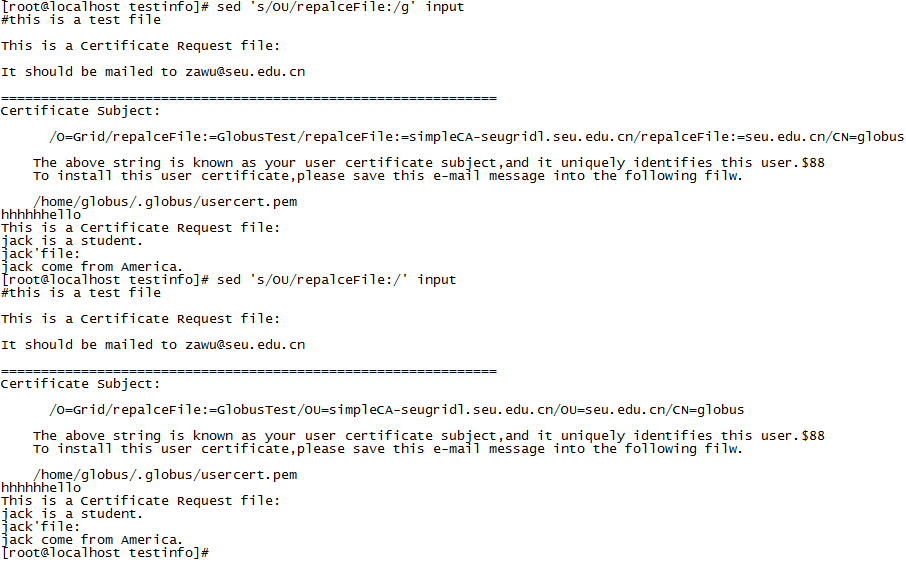 [root@localhost testinfo]# sed 's/OU/repalceFile:/g' input
#this is a test file
This is a Certificate Request file:
It should be mailed to zawu@seu.edu.cn
==============================================================
Certificate Subject:
/O=Grid/repalceFile:=GlobusTest/repalceFile:=simpleCA-seugridl.seu.edu.cn/repalceFile:=seu.edu.cn/CN=globus
The above string is known as your user certificate subject,and it uniquely identifies this user.$88
To install this user certificate,please save this e-mail message into the following filw.
/home/globus/.globus/usercert.pem
hhhhhhello
This is a Certificate Request file:
jack is a student.
jack'file:
jack come from America.
[root@localhost testinfo]# sed 's/OU/repalceFile:/' input
#this is a test file
This is a Certificate Request file:
It should be mailed to zawu@seu.edu.cn
==============================================================
Certificate Subject:
/O=Grid/repalceFile:=GlobusTest/OU=simpleCA-seugridl.seu.edu.cn/OU=seu.edu.cn/CN=globus
The above string is known as your user certificate subject,and it uniquely identifies this user.$88
To install this user certificate,please save this e-mail message into the following filw.
/home/globus/.globus/usercert.pem
hhhhhhello
This is a Certificate Request file:
jack is a student.
jack'file:
jack come from America.
[root@localhost testinfo]#